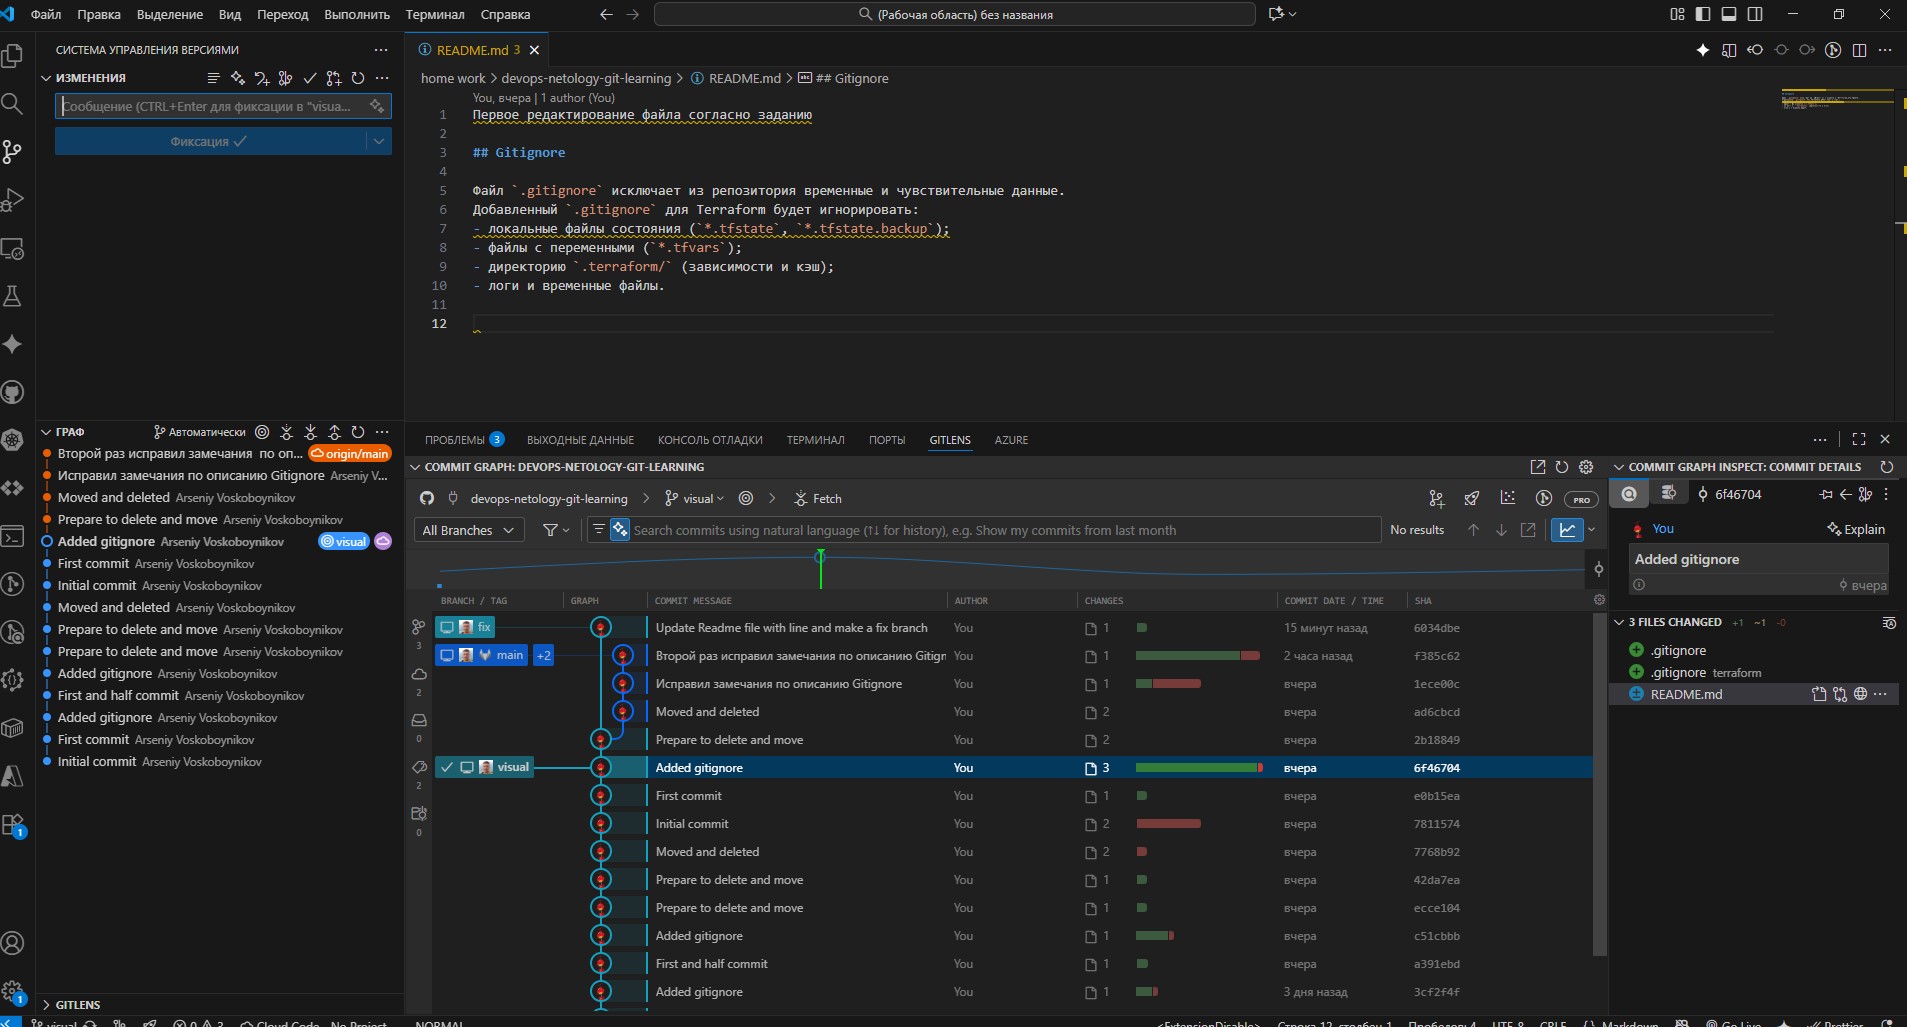 Файл Правка Выделение Вид Переход Выполнить Терминал Справка
(Рабочая область) без названия
СИСТЕМА УПРАВЛЕНИЯ ВЕРСИЯМИ
ИЗМЕНЕНИЯ
Сообщение (CTRL+Enter для фиксации в "visua...
Фиксация
README.md 3
home work > devops-netology-git-learning > README.md > ## Gitignore
You, вчера | 1 author (You)
1 Первое редактирование файла согласно заданию
2
3 ## Gitignore
4
5 Файл `.gitignore` исключает из репозитория временные и чувствительные данные.
6 Добавленный `.gitignore` для Terraform будет игнорировать:
7 - локальные файлы состояния (`*.tfstate`, `*.tfstate.backup`);
8 - файлы с переменными (`*.tfvars`);
9 - директорию `.terraform/` (зависимости и кэш);
10 - логи и временные файлы.
11
12
ГРАФ Автоматически
Второй раз исправил замечания по оп... origin/main
Исправил замечания по описанию Gitignore Arseniy V...
Moved and deleted Arseniy Voskoboynikov
Prepare to delete and move Arseniy Voskoboynikov
Added gitignore Arseniy Voskoboynikov visual
First commit Arseniy Voskoboynikov
Initial commit Arseniy Voskoboynikov
Moved and deleted Arseniy Voskoboynikov
Prepare to delete and move Arseniy Voskoboynikov
Prepare to delete and move Arseniy Voskoboynikov
Added gitignore Arseniy Voskoboynikov
First and half commit Arseniy Voskoboynikov
Added gitignore Arseniy Voskoboynikov
First commit Arseniy Voskoboynikov
Initial commit Arseniy Voskoboynikov
GITLENS
ПРОБЛЕМЫ 3 ВЫХОДНЫЕ ДАННЫЕ КОНСОЛЬ ОТЛАДКИ ТЕРМИНАЛ ПОРТЫ GITLENS AZURE
COMMIT GRAPH: DEVOPS-NETOLOGY-GIT-LEARNING
devops-netology-git-learning > visual > Fetch PRO
All Branches Search commits using natural language (↑↓ for history), e.g. Show my commits from last month No results
BRANCH / TAG GRAPH COMMIT MESSAGE AUTHOR CHANGES COMMIT DATE / TIME SHA
fix Update Readme file with line and make a fix branch You 1 15 минут назад 6034dbe
main +2 Второй раз исправил замечания по описанию Gitigr You 1 2 часа назад f385c62
Исправил замечания по описанию Gitignore You 1 вчера 1ece00c
Moved and deleted You 2 вчера ad6cbcd
Prepare to delete and move You 2 вчера 2b18849
visual Added gitignore You 3 вчера 6f46704
First commit You 1 вчера e0b15ea
Initial commit You 2 вчера 7811574
Moved and deleted You 2 вчера 7768b92
Prepare to delete and move You 1 вчера 42da7ea
Prepare to delete and move You 1 вчера ecce104
Added gitignore You 1 вчера c51cbbb
First and half commit You 1 вчера a391ebd
Added gitignore You 1 3 дня назад 3cf2f4f
3
2
0
2
0
COMMIT GRAPH INSPECT: COMMIT DETAILS
6f46704
You Explain
Added gitignore
вчера
3 FILES CHANGED +1 ~1 -0
.gitignore
.gitignore terraform
README.md
1
1
visual 0 3 Cloud Code - No Project NORMAL <ExtensionDisable> Строка 12, столбец 1 Пробелов: 4 UTF-8 CRLF Markdown Go Live Prettier